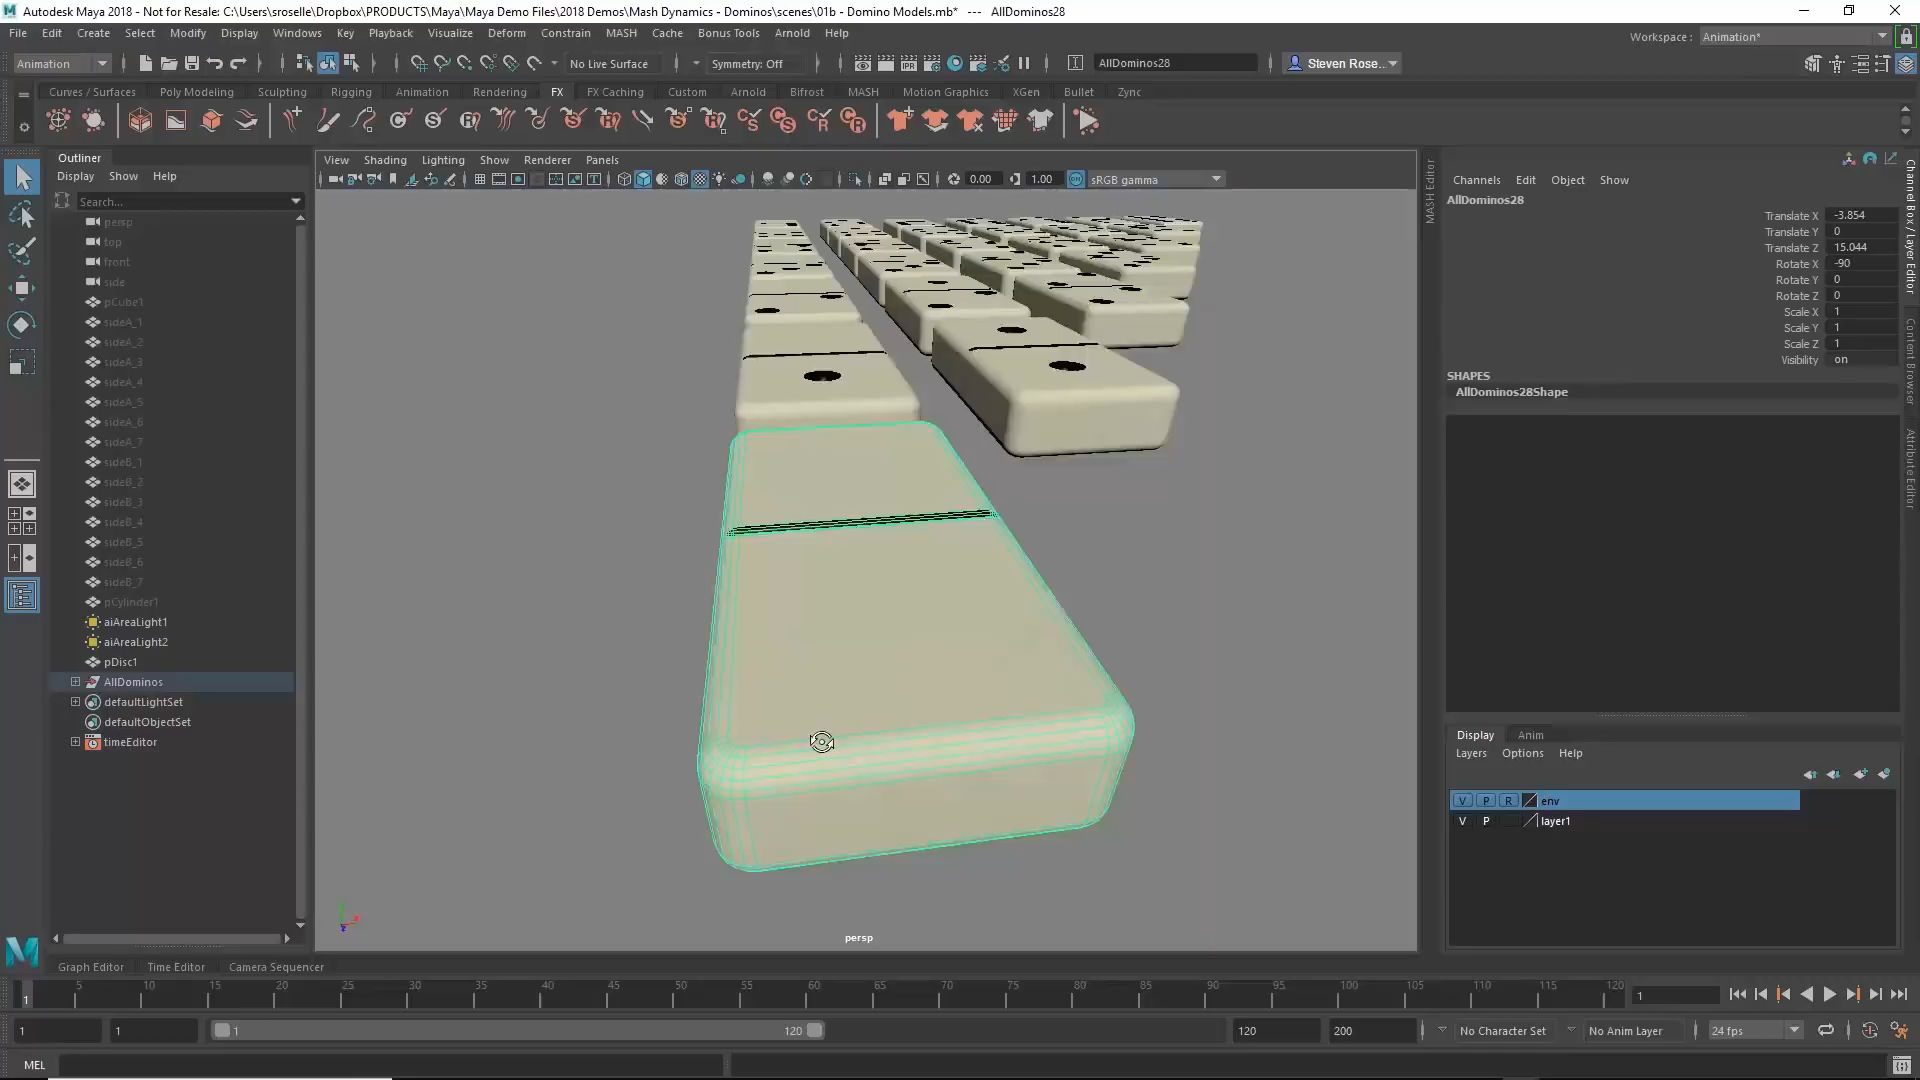 Autodesk Maya 2018 - Not for Resale: C:\Users\sroselle\Dropbox\PRODUCTS\Maya\Maya Demo Files\2018 Demos\Mash Dynamics - Dominos\scenes\01b - Domino Models.mb* --- AllDominos28
File Edit Create Select Modify Display Windows Key Playback Visualize Deform Constrain MASH Cache Bonus Tools Arnold Help
Workspace : Animation*
Animation No Live Surface Symmetry: Off AllDominos28 Steven Rose..
Curves / Surfaces Poly Modeling Sculpting Rigging Animation Rendering FX FX Caching Custom Arnold Bifrost MASH Motion Graphics XGen Bullet Zync
Outliner
Display Show Help
Search...
persp
top
front
side
pCube1
sideA_1
sideA_2
sideA_3
sideA_4
sideA_5
sideA_6
sideA_7
sideB_1
sideB_2
sideB_3
sideB_4
sideB_5
sideB_6
sideB_7
pCylinder1
aiAreaLight1
aiAreaLight2
pDisc1
AllDominos
defaultLightSet
defaultObjectSet
timeEditor
View Shading Lighting Show Renderer Panels
0.00 1.00 sRGB gamma
persp
MASH Editor
Channels Edit Object Show
AllDominos28
Translate X -3.854
Translate Y 0
Translate Z 15.044
Rotate X -90
Rotate Y 0
Rotate Z 0
Scale X 1
Scale Y 1
Scale Z 1
Visibility on
SHAPES
AllDominos28Shape
Channel Box / Layer Editor
Content Browser
Attribute Editor
Display Anim
Layers Options Help
V P R env
V P layer1
Graph Editor Time Editor Camera Sequencer
1 5 10 15 20 25 30 35 40 45 50 55 60 65 70 75 80 85 90 95 100 105 110 115 120 1
1 1 1 120 120 200 No Character Set No Anim Layer 24 fps
MEL